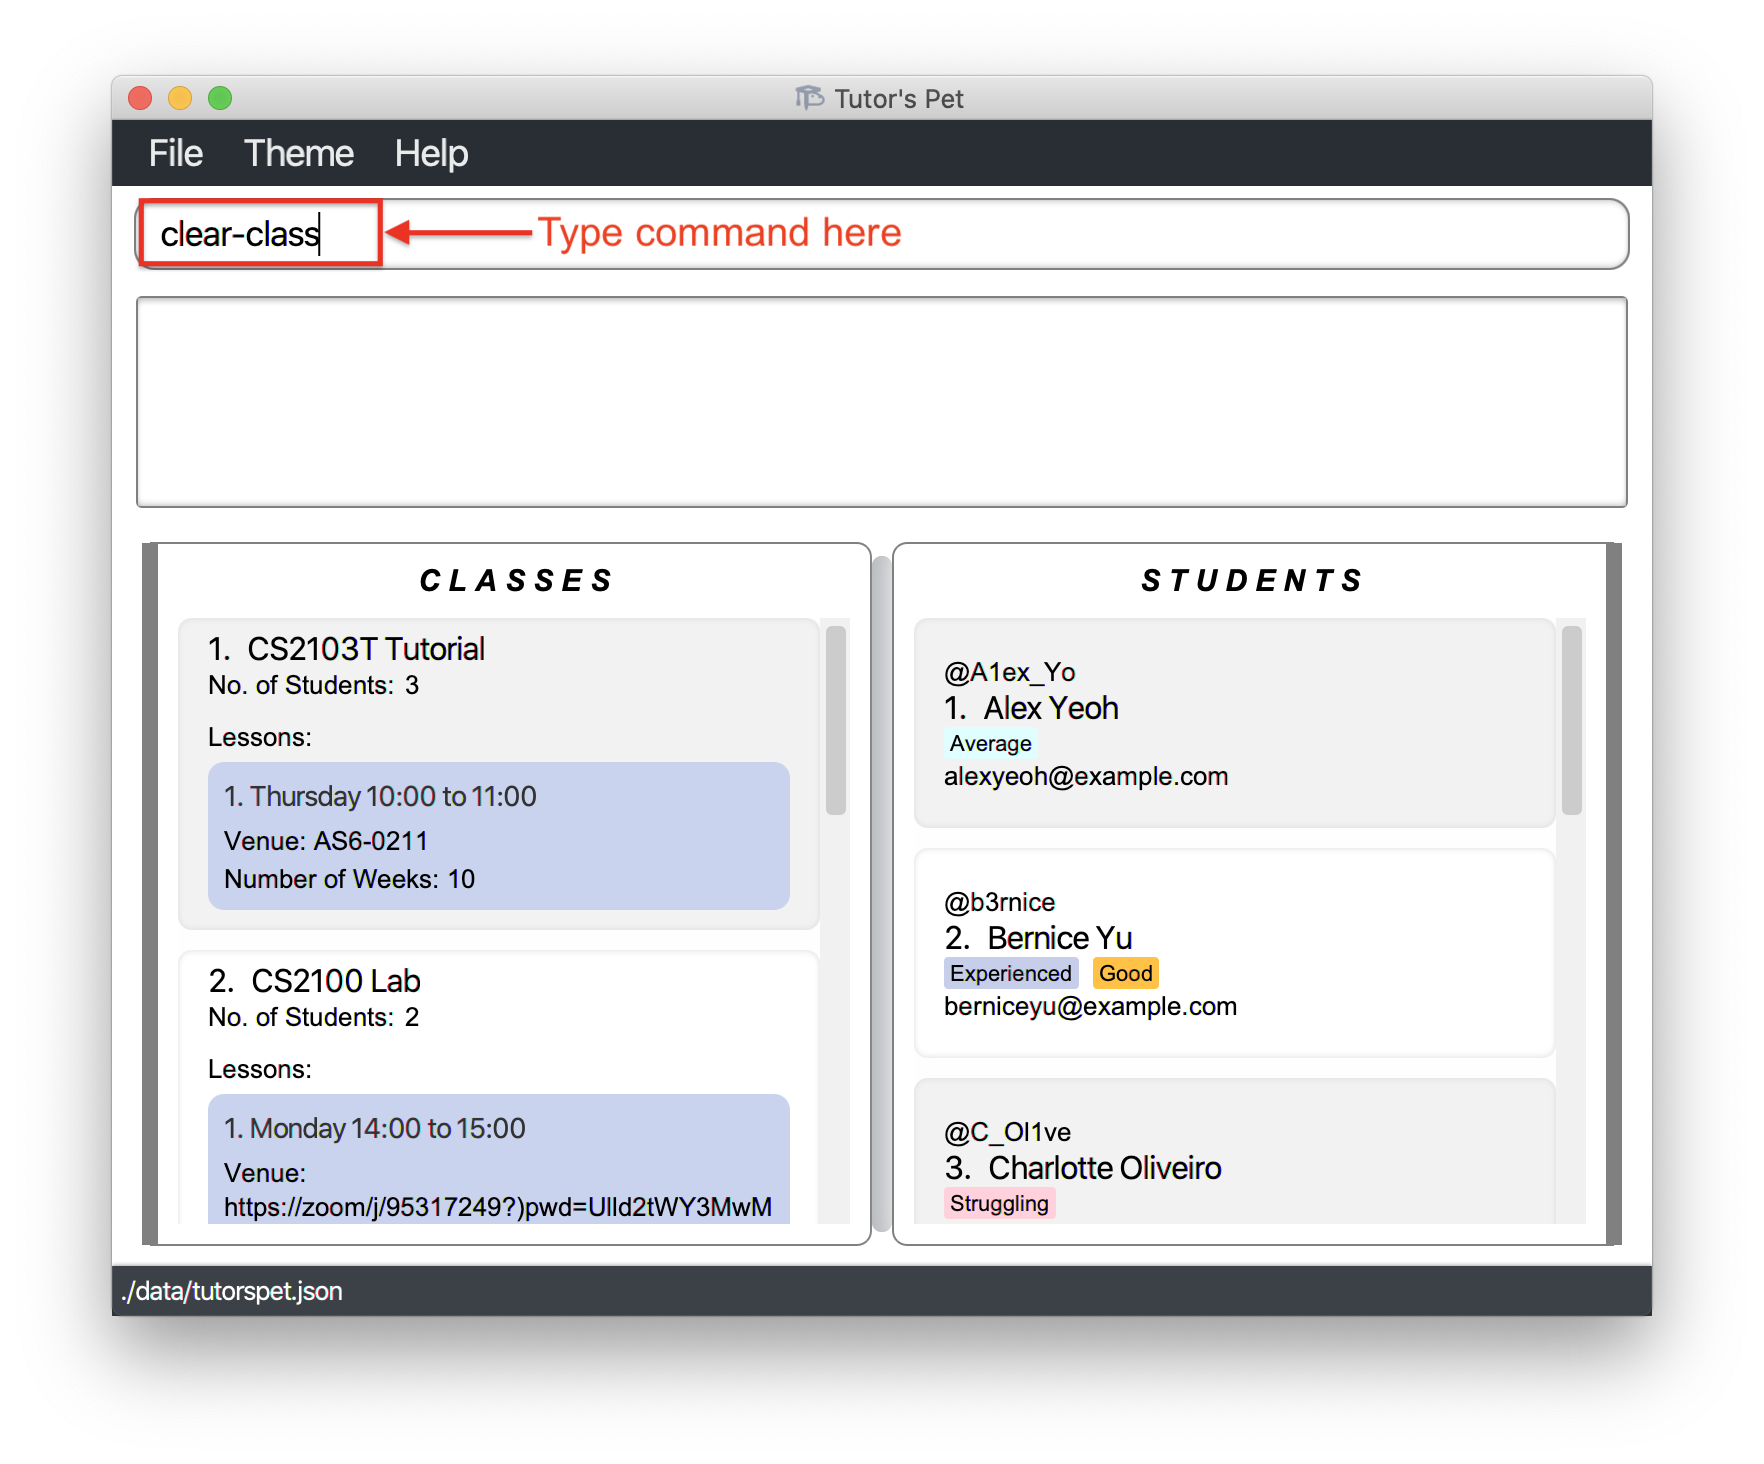 Tutor's Pet
File Theme Help
clear-class
Type command here
CLASSES
1. CS2103T Tutorial
No. of Students: 3
Lessons:
1. Thursday 10:00 to 11:00
Venue: AS6-0211
Number of Weeks: 10
2. CS2100 Lab
No. of Students: 2
Lessons:
1. Monday 14:00 to 15:00
Venue:
https://zoom/j/95317249?)pwd=Ulld2tWY3MwM
STUDENTS
@A1ex_Yo
1. Alex Yeoh
Average
alexyeoh@example.com
@b3rnice
2. Bernice Yu
Experienced Good
berniceyu@example.com
@C_Ol1ve
3. Charlotte Oliveiro
Struggling
./data/tutorspet.json